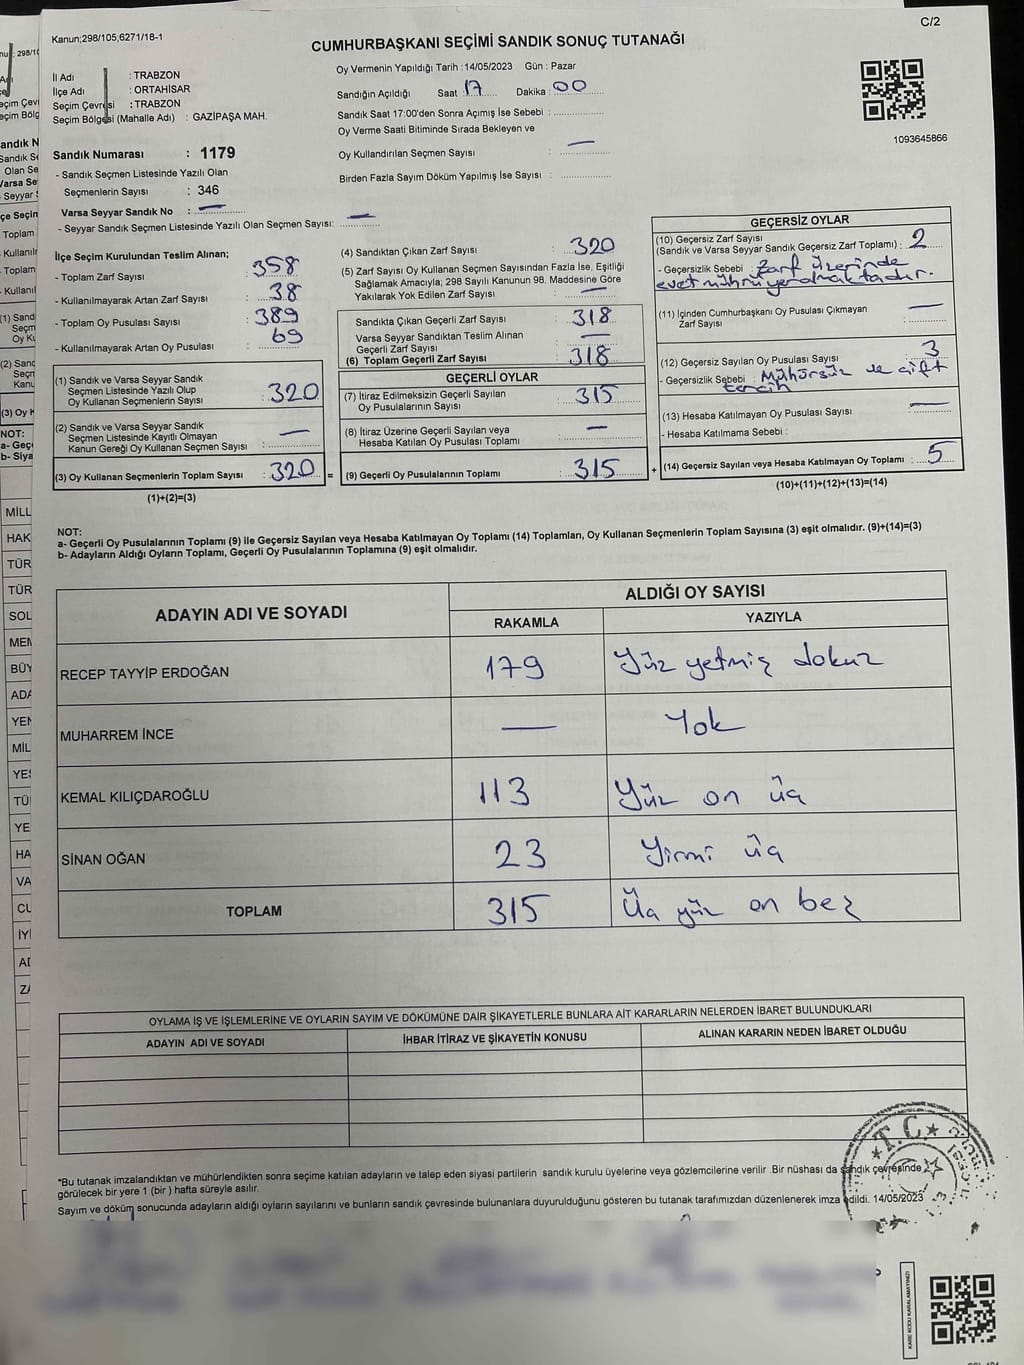 C/2
Kanun;298/105;6271/18-1
CUMHURBAŞKANI SEÇİMİ SANDIK SONUÇ TUTANAĞI
İl Adı : TRABZON
İlçe Adı : ORTAHİSAR
Seçim Çevresi : TRABZON
Seçim Bölgesi (Mahalle Adı) : GAZİPAŞA MAH.
Sandık Numarası : 1179
- Sandık Seçmen Listesinde Yazılı Olan
Seçmenlerin Sayısı : 346
Varsa Seyyar Sandık No : —
- Seyyar Sandık Seçmen Listesinde Yazılı Olan Seçmen Sayısı: —
Oy Vermenin Yapıldığı Tarih :14/05/2023 Gün : Pazar
Sandığın Açıldığı Saat : 17 Dakika : 00
Sandık Saat 17:00'den Sonra Açımış İse Sebebi :
Oy Verme Saati Bitiminde Sırada Bekleyen ve
Oy Kullandırılan Seçmen Sayısı : —
Birden Fazla Sayım Döküm Yapılmış İse Sayısı :
1093645866
İlçe Seçim Kurulundan Teslim Alınan;
- Toplam Zarf Sayısı : 358
- Kullanılmayarak Artan Zarf Sayısı : 38
- Toplam Oy Pusulası Sayısı : 389
- Kullanılmayarak Artan Oy Pusulası : 69
(1) Sandık ve Varsa Seyyar Sandık
Seçmen Listesinde Yazılı Olup
Oy Kullanan Seçmenlerin Sayısı : 320
(2) Sandık ve Varsa Seyyar Sandık
Seçmen Listesinde Kayıtlı Olmayan
Kanun Gereği Oy Kullanan Seçmen Sayısı : —
(3) Oy Kullanan Seçmenlerin Toplam Sayısı : 320 =
(1)+(2)=(3)
(4) Sandıktan Çıkan Zarf Sayısı : 320
(5) Zarf Sayısı Oy Kullanan Seçmen Sayısından Fazla İse, Eşitliği
Sağlamak Amacıyla; 298 Sayılı Kanunun 98. Maddesine Göre
Yakılarak Yok Edilen Zarf Sayısı : —
Sandıkta Çıkan Geçerli Zarf Sayısı : 318
Varsa Seyyar Sandıktan Teslim Alınan
Geçerli Zarf Sayısı : —
(6) Toplam Geçerli Zarf Sayısı : 318
GEÇERLİ OYLAR
(7) İtiraz Edilmeksizin Geçerli Sayılan
Oy Pusulalarının Sayısı : 315
(8) İtiraz Üzerine Geçerli Sayılan veya
Hesaba Katılan Oy Pusulası Toplamı : —
(9) Geçerli Oy Pusulalarının Toplamı : 315 +
GEÇERSİZ OYLAR
(10) Geçersiz Zarf Sayısı
(Sandık ve Varsa Seyyar Sandık Geçersiz Zarf Toplamı) : 2
- Geçersizlik Sebebi : Zarf üzerinde
evet mührü yer almaktadır.
(11) İçinden Cumhurbaşkanı Oy Pusulası Çıkmayan
Zarf Sayısı : —
(12) Geçersiz Sayılan Oy Pusulası Sayısı : 3
- Geçersizlik Sebebi : Mühürsüz ve çift
tercih
(13) Hesaba Katılmayan Oy Pusulası Sayısı : —
- Hesaba Katılmama Sebebi :
(14) Geçersiz Sayılan veya Hesaba Katılmayan Oy Toplamı : 5
(10)+(11)+(12)+(13)=(14)
NOT:
a- Geçerli Oy Pusulalarının Toplamı (9) ile Geçersiz Sayılan veya Hesaba Katılmayan Oy Toplamı (14) Toplamları, Oy Kullanan Seçmenlerin Toplam Sayısına (3) eşit olmalıdır. (9)+(14)=(3)
b- Adayların Aldığı Oyların Toplamı, Geçerli Oy Pusulalarının Toplamına (9) eşit olmalıdır.
ADAYIN ADI VE SOYADI
ALDIĞI OY SAYISI
RAKAMLA YAZIYLA
RECEP TAYYİP ERDOĞAN 179 Yüz yetmiş dokuz
MUHARREM İNCE — Yok
KEMAL KILIÇDAROĞLU 113 Yüz on üç
SİNAN OĞAN 23 Yirmi üç
TOPLAM 315 Üç yüz on beş
OYLAMA İŞ VE İŞLEMLERİNE VE OYLARIN SAYIM VE DÖKÜMÜNE DAİR ŞİKAYETLERLE BUNLARA AİT KARARLARIN NELERDEN İBARET BULUNDUKLARI
ADAYIN ADI VE SOYADI İHBAR İTİRAZ VE ŞİKAYETİN KONUSU ALINAN KARARIN NEDEN İBARET OLDUĞU
*Bu tutanak imzalandıktan ve mühürlendikten sonra seçime katılan adayların ve talep eden siyasi partilerin sandık kurulu üyelerine veya gözlemcilerine verilir .Bir nüshası da sandık çevresinde
görülecek bir yere 1 (bir ) hafta süreyle asılır.
Sayım ve döküm sonucunda adayların aldığı oyların sayılarını ve bunların sandık çevresinde bulunanlara duyurulduğunu gösteren bu tutanak tarafımızdan düzenlenerek imza edildi. 14/05/2023
T.C.
KARE KODU KARALAMAYINIZ!